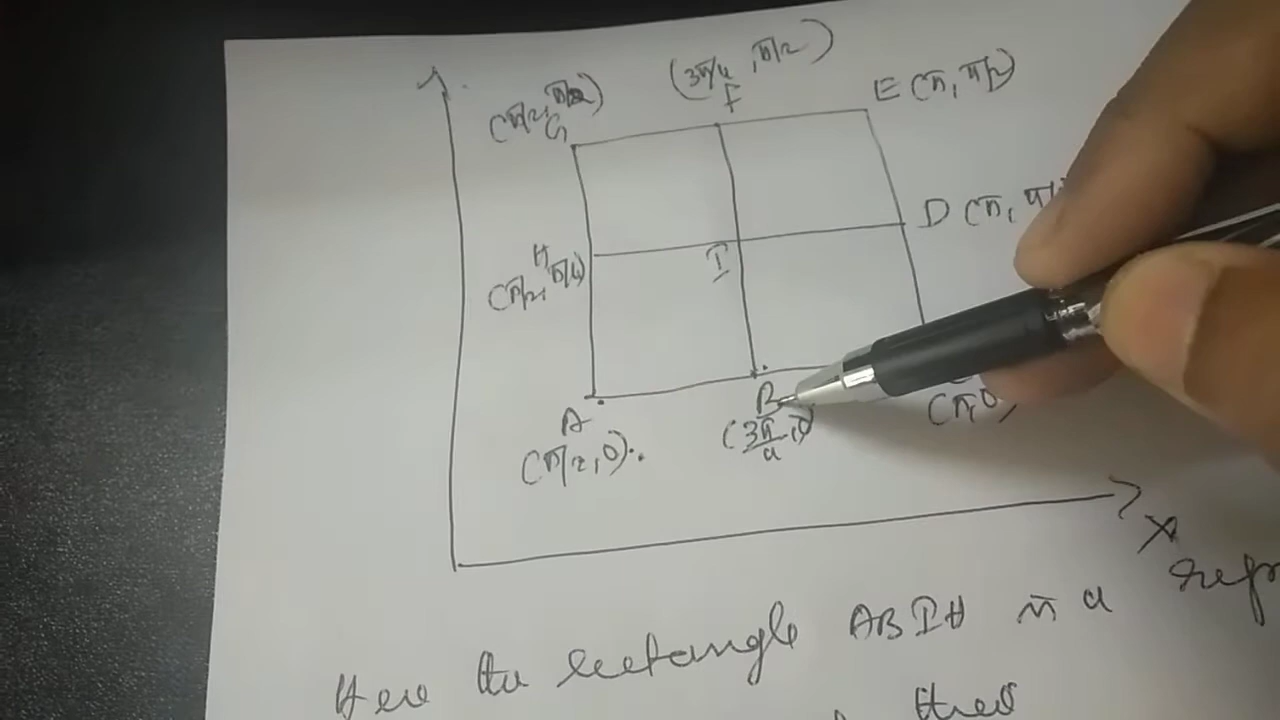 (3π/4, π/2)
(π/2, π/2)
G
F
E (π, π/2)
D (π, π/
H
(π/2, π/4)
I
A
(π/2, 0)
B
(3π/4, 0)
(π, 0)
X
Here the rectangle ABIH is a